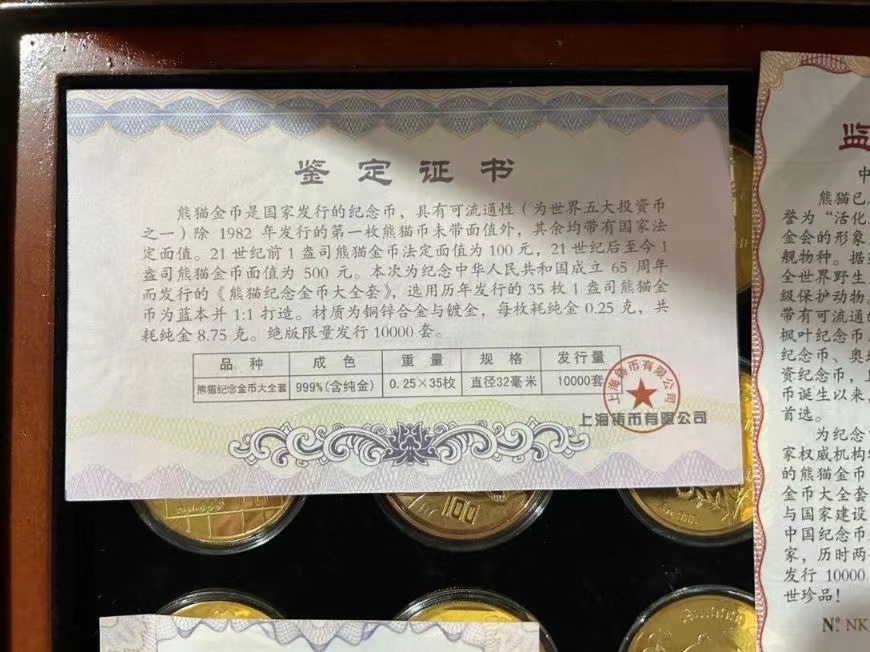 鉴定证书
熊猫金币是国家发行的纪念币，具有可流通性（为世界五大投资币
之一）除 1982 年发行的第一枚熊猫币未带面值外，其余均带有国家法
定面值。21 世纪前 1 盎司熊猫金币法定面值为 100 元，21 世纪后至今 1
盎司熊猫金币面值为 500 元。本次为纪念中华人民共和国成立 65 周年
而发行的《熊猫纪念金币大全套》，选用历年发行的 35 枚 1 盎司熊猫金
币为蓝本并 1:1 打造。材质为铜锌合金与镀金，每枚耗纯金 0.25 克，共
耗纯金 8.75 克。绝版限量发行 10000 套。
品种 成色 重量 规格 发行量
熊猫纪念金币大全套 999%(含纯金) 0.25×35枚 直径32毫米 10000套
上海铸币有限公司
上海铸币有限公司
100
监
中
熊猫已
誉为“活化
金会的形象
舰物种。据
全世界野生
级保护动物。
带有可流通的
枫叶纪念币、
纪念币、奥
资纪念币，
币诞生以来，
首选。
为纪念
家权威机构
的熊猫金币
金币大全套
与国家建设
中国纪念币
家，历时两
发行 10000
世珍品！
№ NK